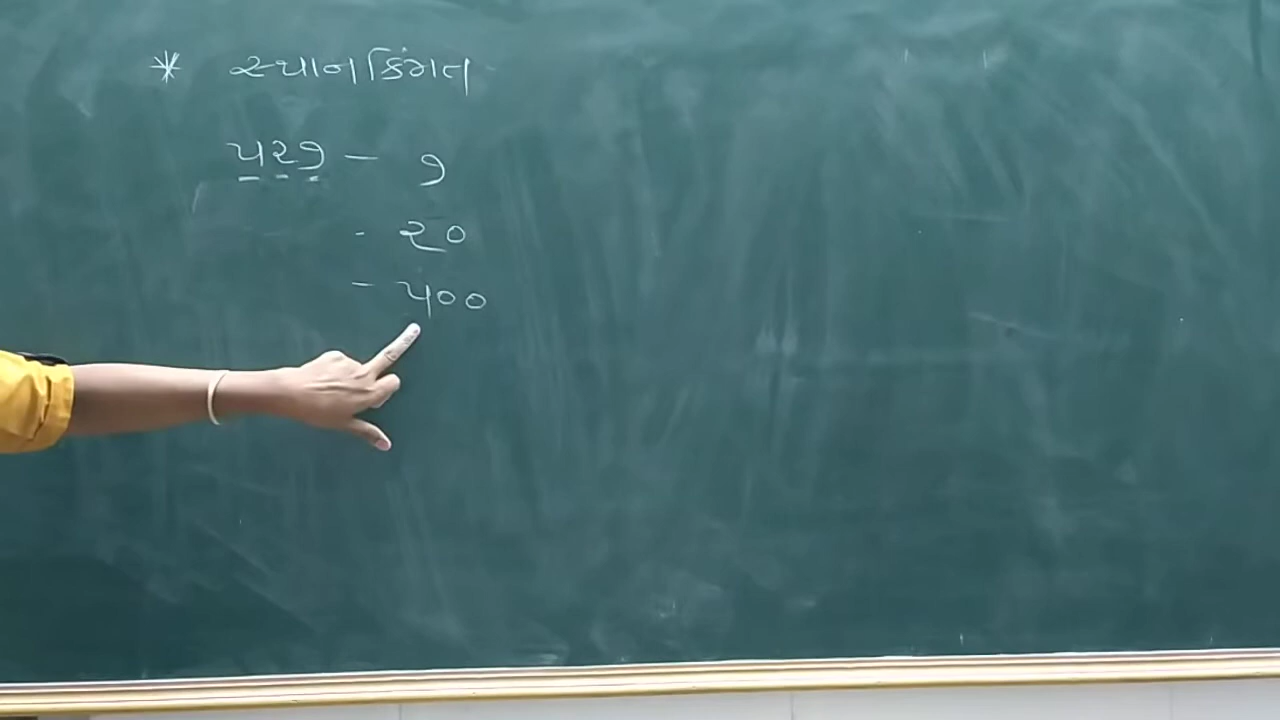 * સ્થાનકિંમત
૫૨૧ — ૧
- ૨૦
- ૫૦૦